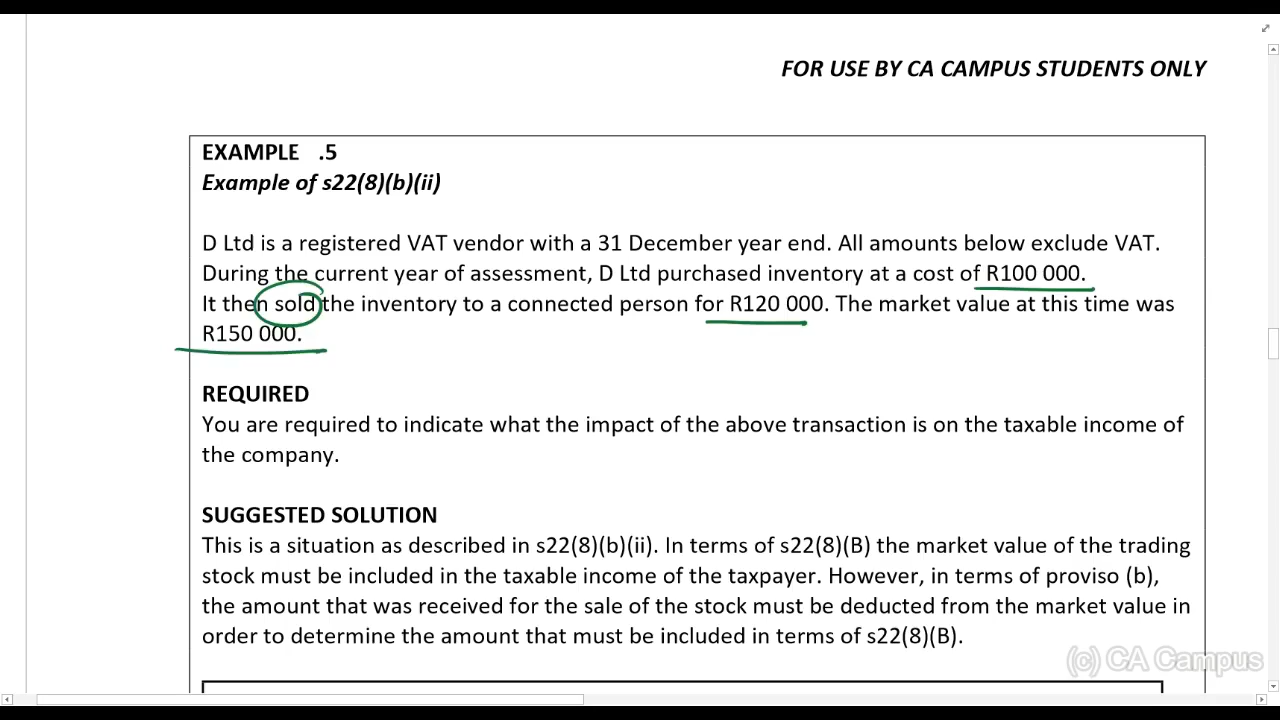 FOR USE BY CA CAMPUS STUDENTS ONLY
EXAMPLE .5
Example of s22(8)(b)(ii)
D Ltd is a registered VAT vendor with a 31 December year end. All amounts below exclude VAT.
During the current year of assessment, D Ltd purchased inventory at a cost of R100 000.
It then sold the inventory to a connected person for R120 000. The market value at this time was
R150 000.
REQUIRED
You are required to indicate what the impact of the above transaction is on the taxable income of
the company.
SUGGESTED SOLUTION
This is a situation as described in s22(8)(b)(ii). In terms of s22(8)(B) the market value of the trading
stock must be included in the taxable income of the taxpayer. However, in terms of proviso (b),
the amount that was received for the sale of the stock must be deducted from the market value in
order to determine the amount that must be included in terms of s22(8)(B).
(c) CA Campus